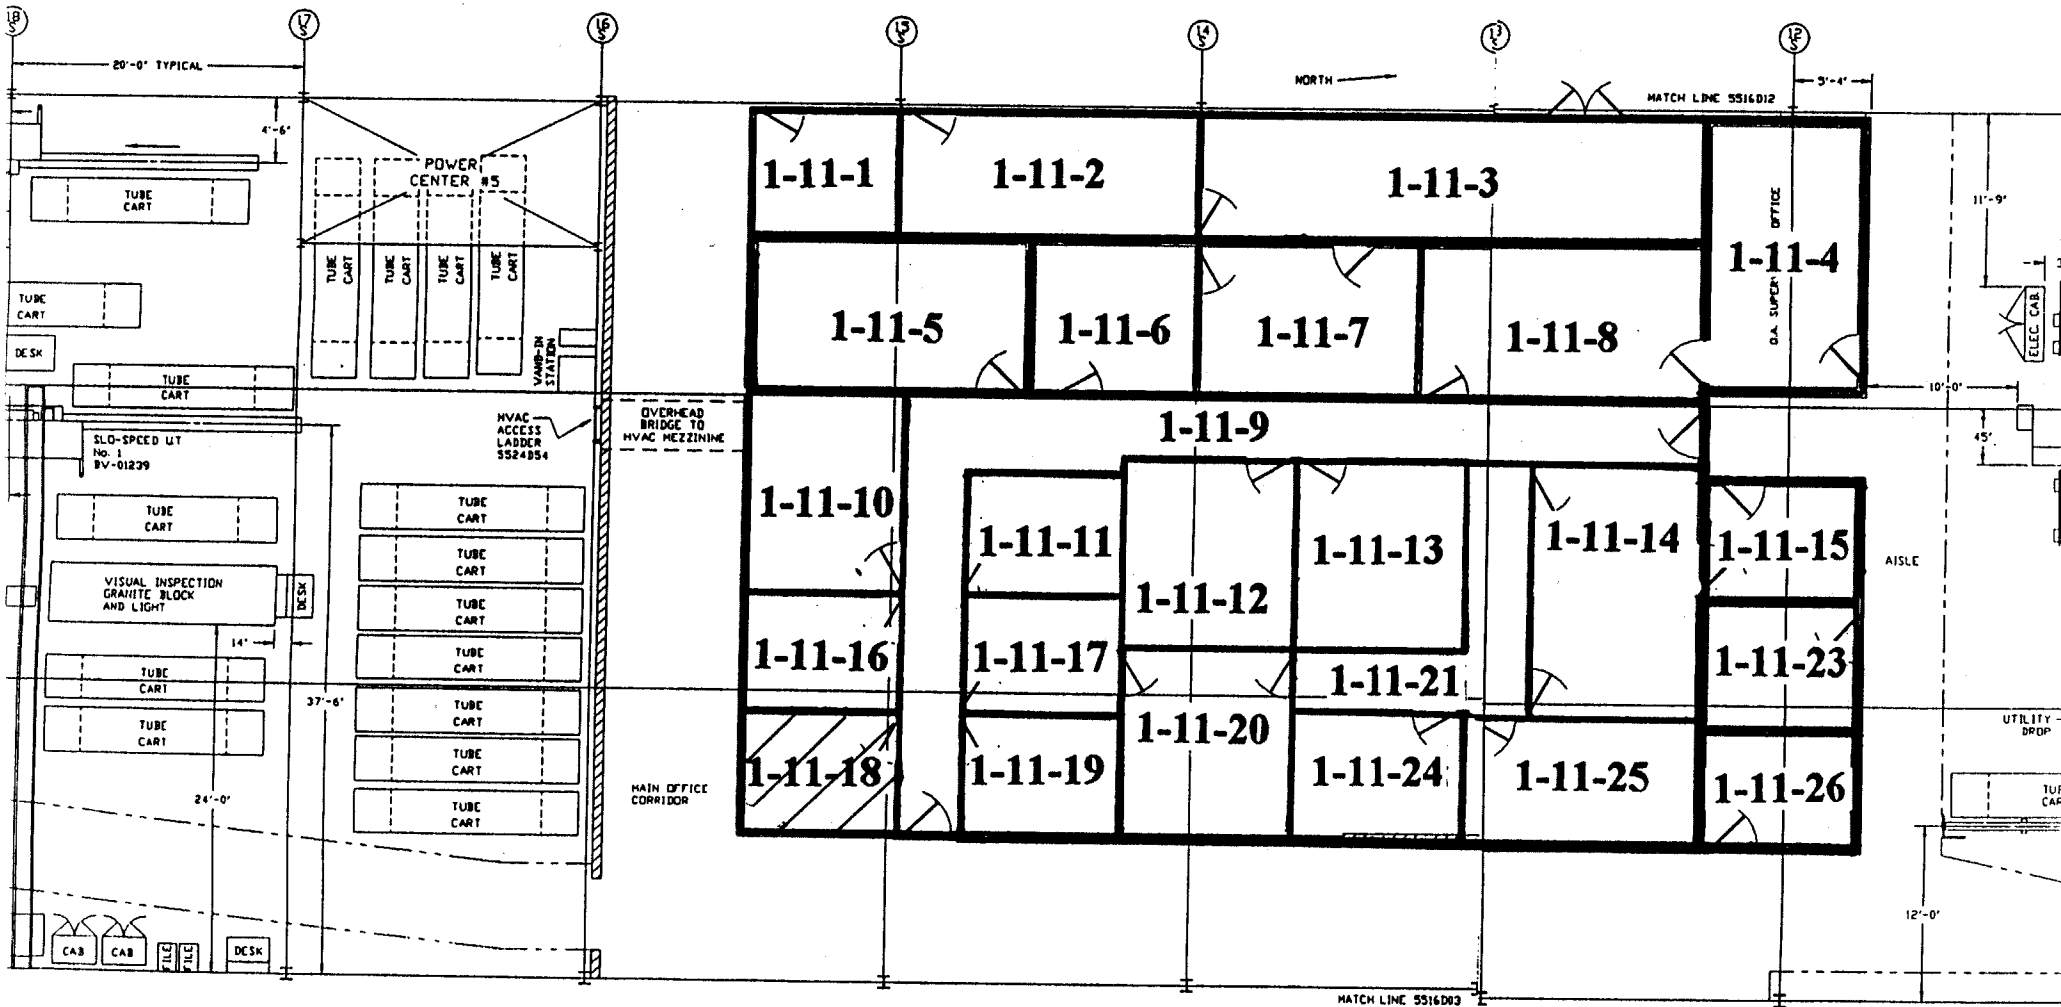 18 S
17 S
16 S
15 S
14 S
13 S
12 S
20'-0" TYPICAL
NORTH
5'-4"
MATCH LINE 5516D12
4'-6"
POWER
CENTER #5
TUBE
CART
TUBE
CART
TUBE
CART
TUBE
CART
TUBE
CART
TUBE
CART
DESK
TUBE
CART
WAND-IN
STATION
HVAC
ACCESS
LADDER
5524D54
OVERHEAD
BRIDGE TO
HVAC MEZZININE
SLO-SPEED UT
No. 1
BV-01239
1-11-1
1-11-2
1-11-3
Q.A. SUPERV OFFICE
1-11-4
11'-9"
ELEC. CAB.
1-11-5
1-11-6
1-11-7
1-11-8
10'-0"
45"
1-11-9
1-11-10
1-11-11
1-11-12
1-11-13
1-11-14
1-11-15
AISLE
TUBE
CART
TUBE
CART
TUBE
CART
VISUAL INSPECTION
GRANITE BLOCK
AND LIGHT
DESK
14"
TUBE
CART
TUBE
CART
TUBE
CART
TUBE
CART
37'-6"
TUBE
CART
TUBE
CART
TUBE
CART
24'-0"
1-11-16
1-11-17
1-11-21
1-11-23
1-11-18
1-11-19
1-11-20
1-11-24
1-11-25
1-11-26
UTILITY
DROP
MAIN OFFICE
CORRIDOR
12'-0"
CAB
CAB
FILE
FILE
DESK
MATCH LINE 5516D03